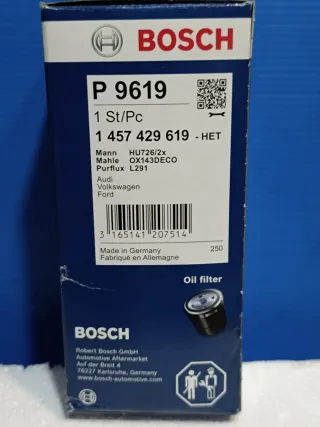 BOSCH
P 9619
1 St/Pc
1 457 429 619 - HET
Mann HU726/2x
Mahle OX143DECO
Purflux L291
Audi
Volkswagen
Ford
3 165141 207514
Made in Germany 250
Fabriqué en Allemagne
Oil filter
BOSCH
Robert Bosch GmbH
Automotive Aftermarket
Auf der Breit 4
76227 Karlsruhe, Germany
www.bosch-automotive.com